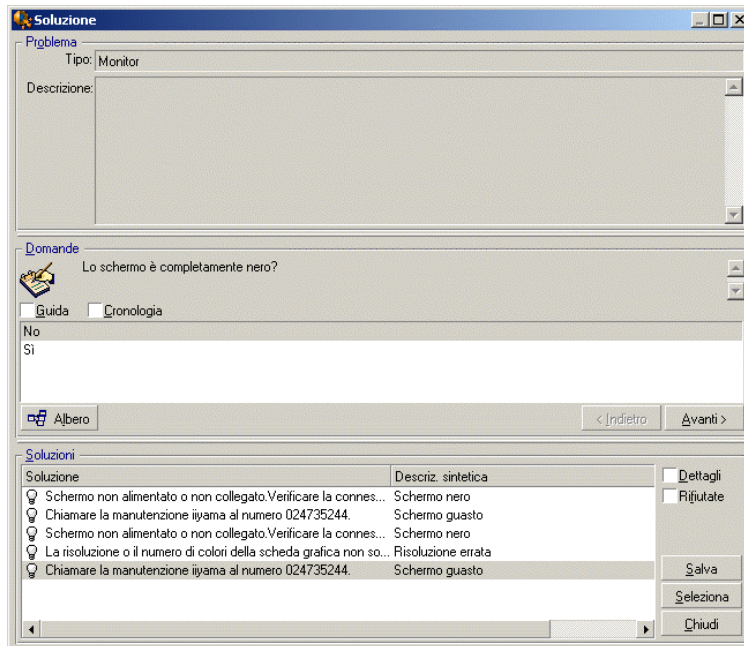 Soluzione
Problema
Tipo: Monitor
Descrizione:
Domande
Lo schermo è completamente nero?
Guida Cronologia
No
Sì
Albero < Indietro Avanti >
Soluzioni
Soluzione Descriz. sintetica Dettagli
Schermo non alimentato o non collegato.Verificare la connes... Schermo nero Rifiutate
Chiamare la manutenzione iiyama al numero 024735244. Schermo guasto
Schermo non alimentato o non collegato.Verificare la connes... Schermo nero
La risoluzione o il numero di colori della scheda grafica non so... Risoluzione errata
Chiamare la manutenzione iiyama al numero 024735244. Schermo guasto Salva
Seleziona
Chiudi